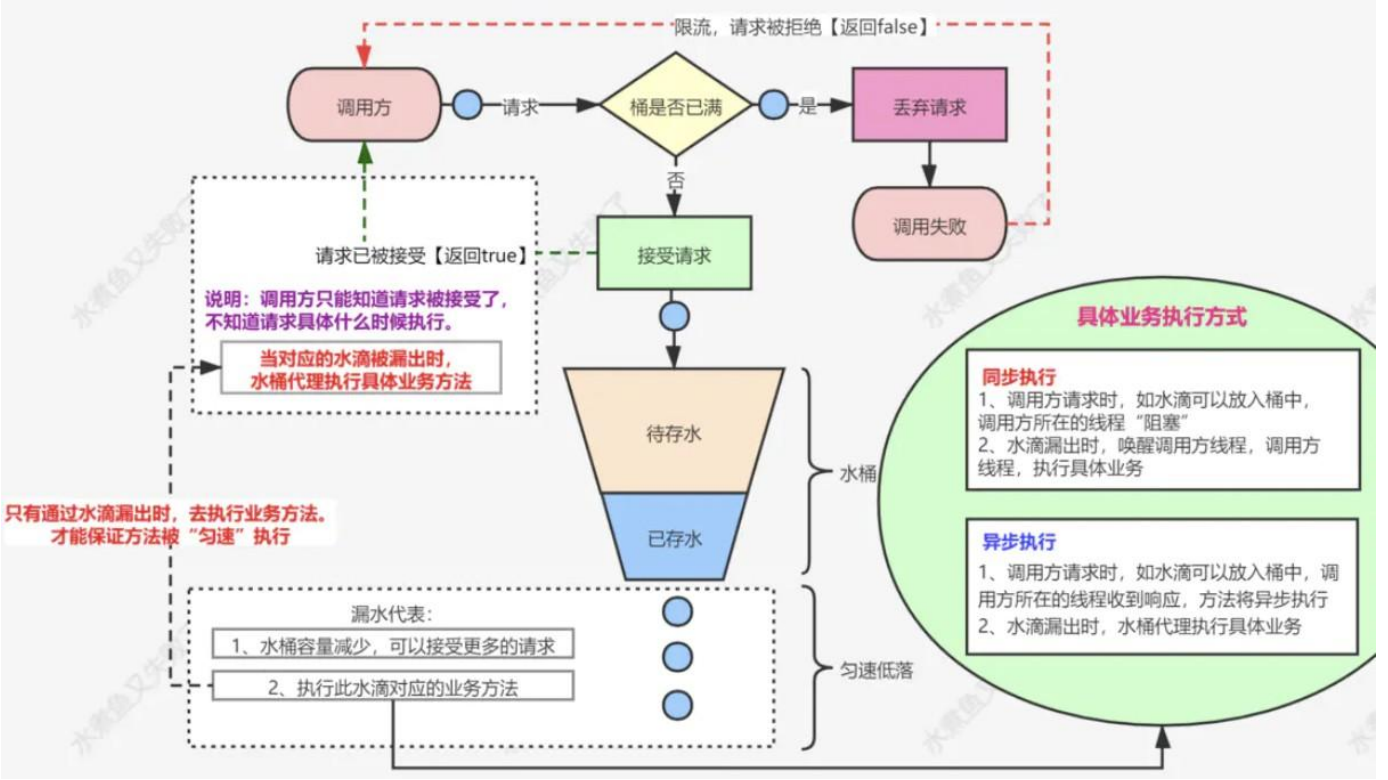 限流，请求被拒绝【返回false】
调用方
请求
桶是否已满
是
丢弃请求
否
调用失败
请求已被接受【返回true】
接受请求
说明：调用方只能知道请求被接受了，
不知道请求具体什么时候执行。
当对应的水滴被漏出时，
水桶代理执行具体业务方法
待存水
已存水
水桶
只有通过水滴漏出时，去执行业务方法。
才能保证方法被“匀速”执行
漏水代表：
1、水桶容量减少，可以接受更多的请求
2、执行此水滴对应的业务方法
匀速低落
具体业务执行方式
同步执行
1、调用方请求时，如水滴可以放入桶中，
调用方所在的线程“阻塞”
2、水滴漏出时，唤醒调用方线程，调用方
线程，执行具体业务
异步执行
1、调用方请求时，如水滴可以放入桶中，调
用方所在的线程收到响应，方法将异步执行
2、水滴漏出时，水桶代理执行具体业务
水煮鱼又失败了